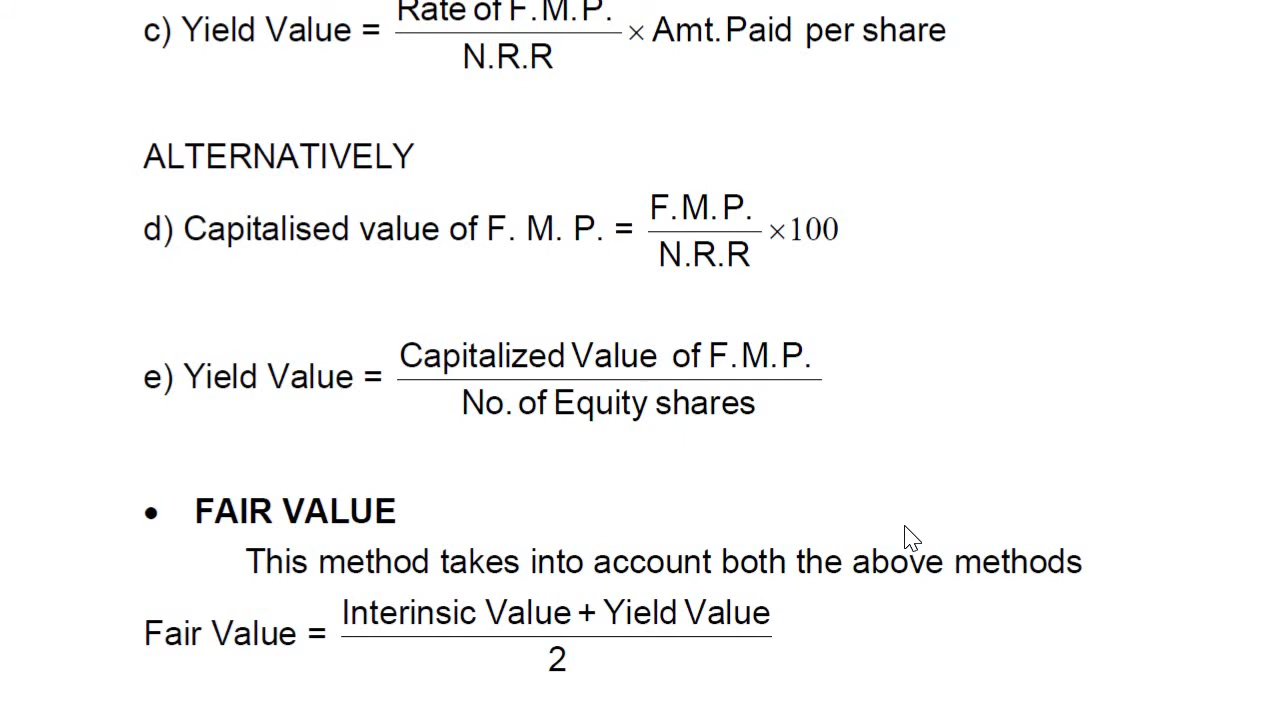 c) Yield Value = Rate of F.M.P. / N.R.R × Amt. Paid per share
ALTERNATIVELY
d) Capitalised value of F. M. P. = F.M.P. / N.R.R ×100
e) Yield Value = Capitalized Value of F.M.P. / No. of Equity shares
• FAIR VALUE
This method takes into account both the above methods
Fair Value = Interinsic Value + Yield Value / 2